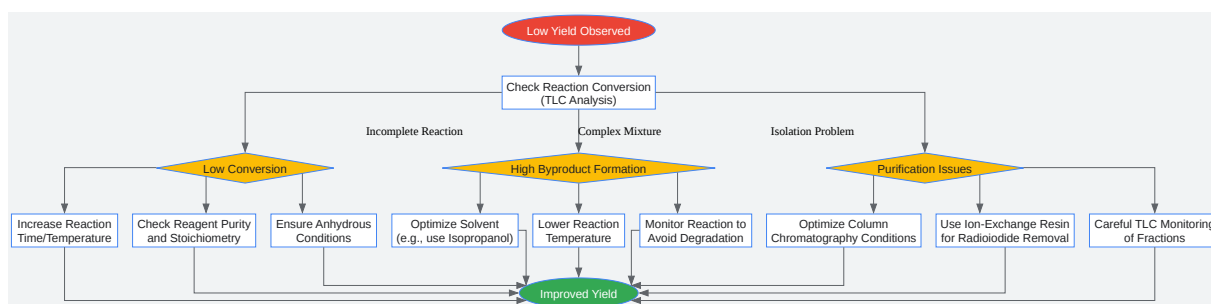 Low Yield Observed
Check Reaction Conversion
(TLC Analysis)
Incomplete Reaction
Complex Mixture
Isolation Problem
Low Conversion
High Byproduct Formation
Purification Issues
Increase Reaction
Time/Temperature
Check Reagent Purity
and Stoichiometry
Ensure Anhydrous
Conditions
Optimize Solvent
(e.g., use Isopropanol)
Lower Reaction
Temperature
Monitor Reaction to
Avoid Degradation
Optimize Column
Chromatography Conditions
Use Ion-Exchange Resin
for Radioiodide Removal
Careful TLC Monitoring
of Fractions
Improved Yield